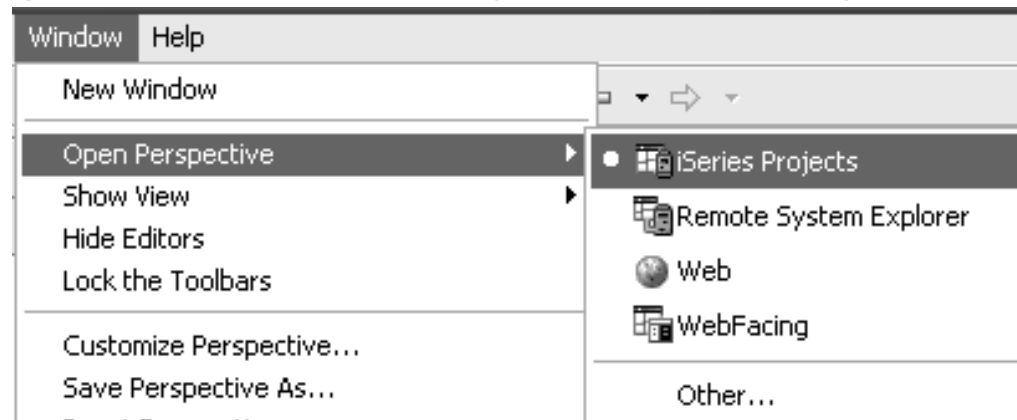 Window Help
New Window
Open Perspective
Show View
Hide Editors
Lock the Toolbars
Customize Perspective...
Save Perspective As...
iSeries Projects
Remote System Explorer
Web
WebFacing
Other...